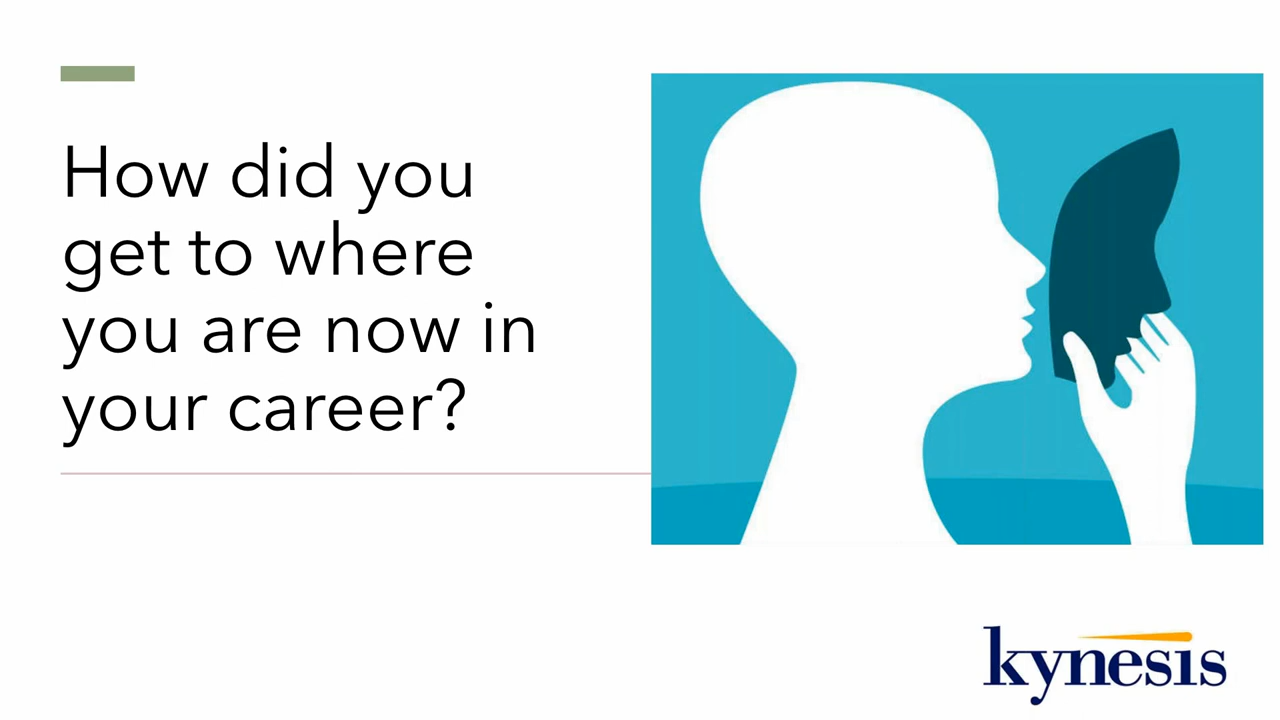 How did you
get to where
you are now in
your career?
kynesis